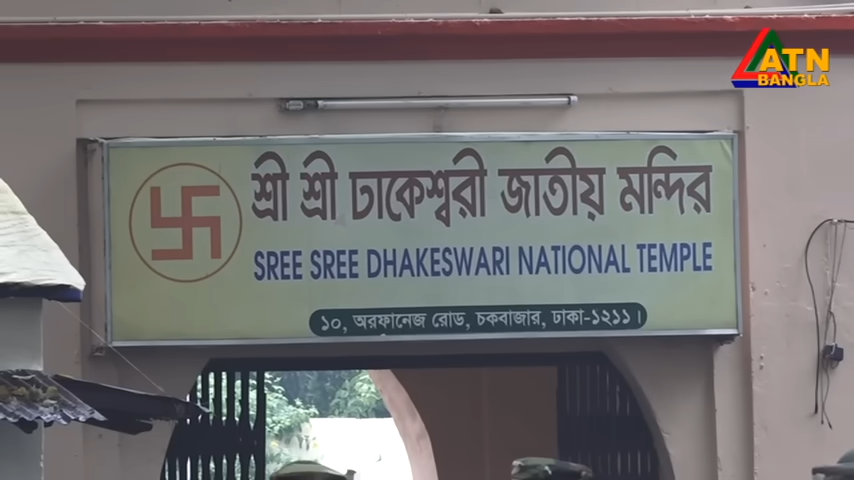 ATN
BANGLA
শ্রী শ্রী ঢাকেশ্বরী জাতীয় মন্দির
SREE SREE DHAKESWARI NATIONAL TEMPLE
১০, অরফানেজ রোড, চকবাজার, ঢাকা-১২১১।